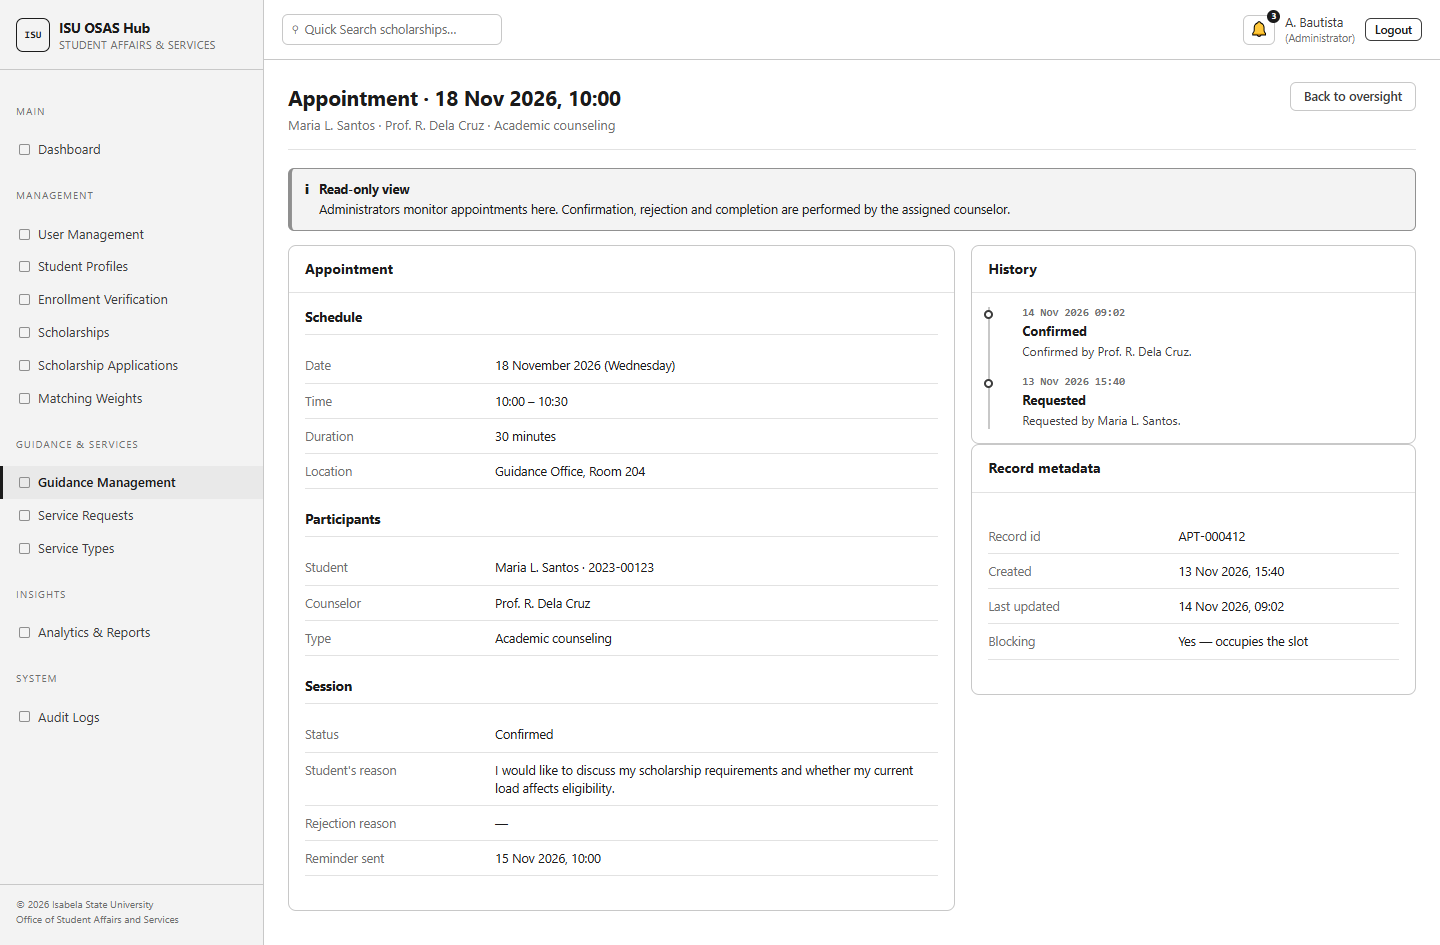 ISU
ISU OSAS Hub
STUDENT AFFAIRS & SERVICES
MAIN
Dashboard
MANAGEMENT
User Management
Student Profiles
Enrollment Verification
Scholarships
Scholarship Applications
Matching Weights
GUIDANCE & SERVICES
Guidance Management
Service Requests
Service Types
INSIGHTS
Analytics & Reports
SYSTEM
Audit Logs
© 2026 Isabela State University
Office of Student Affairs and Services
Quick Search scholarships...
3
A. Bautista
(Administrator)
Logout
Appointment · 18 Nov 2026, 10:00
Maria L. Santos · Prof. R. Dela Cruz · Academic counseling
Back to oversight
Read-only view
Administrators monitor appointments here. Confirmation, rejection and completion are performed by the assigned counselor.
Appointment
Schedule
Date 18 November 2026 (Wednesday)
Time 10:00 – 10:30
Duration 30 minutes
Location Guidance Office, Room 204
Participants
Student Maria L. Santos · 2023-00123
Counselor Prof. R. Dela Cruz
Type Academic counseling
Session
Status Confirmed
Student's reason I would like to discuss my scholarship requirements and whether my current
load affects eligibility.
Rejection reason —
Reminder sent 15 Nov 2026, 10:00
History
14 Nov 2026 09:02
Confirmed
Confirmed by Prof. R. Dela Cruz.
13 Nov 2026 15:40
Requested
Requested by Maria L. Santos.
Record metadata
Record id APT-000412
Created 13 Nov 2026, 15:40
Last updated 14 Nov 2026, 09:02
Blocking Yes — occupies the slot